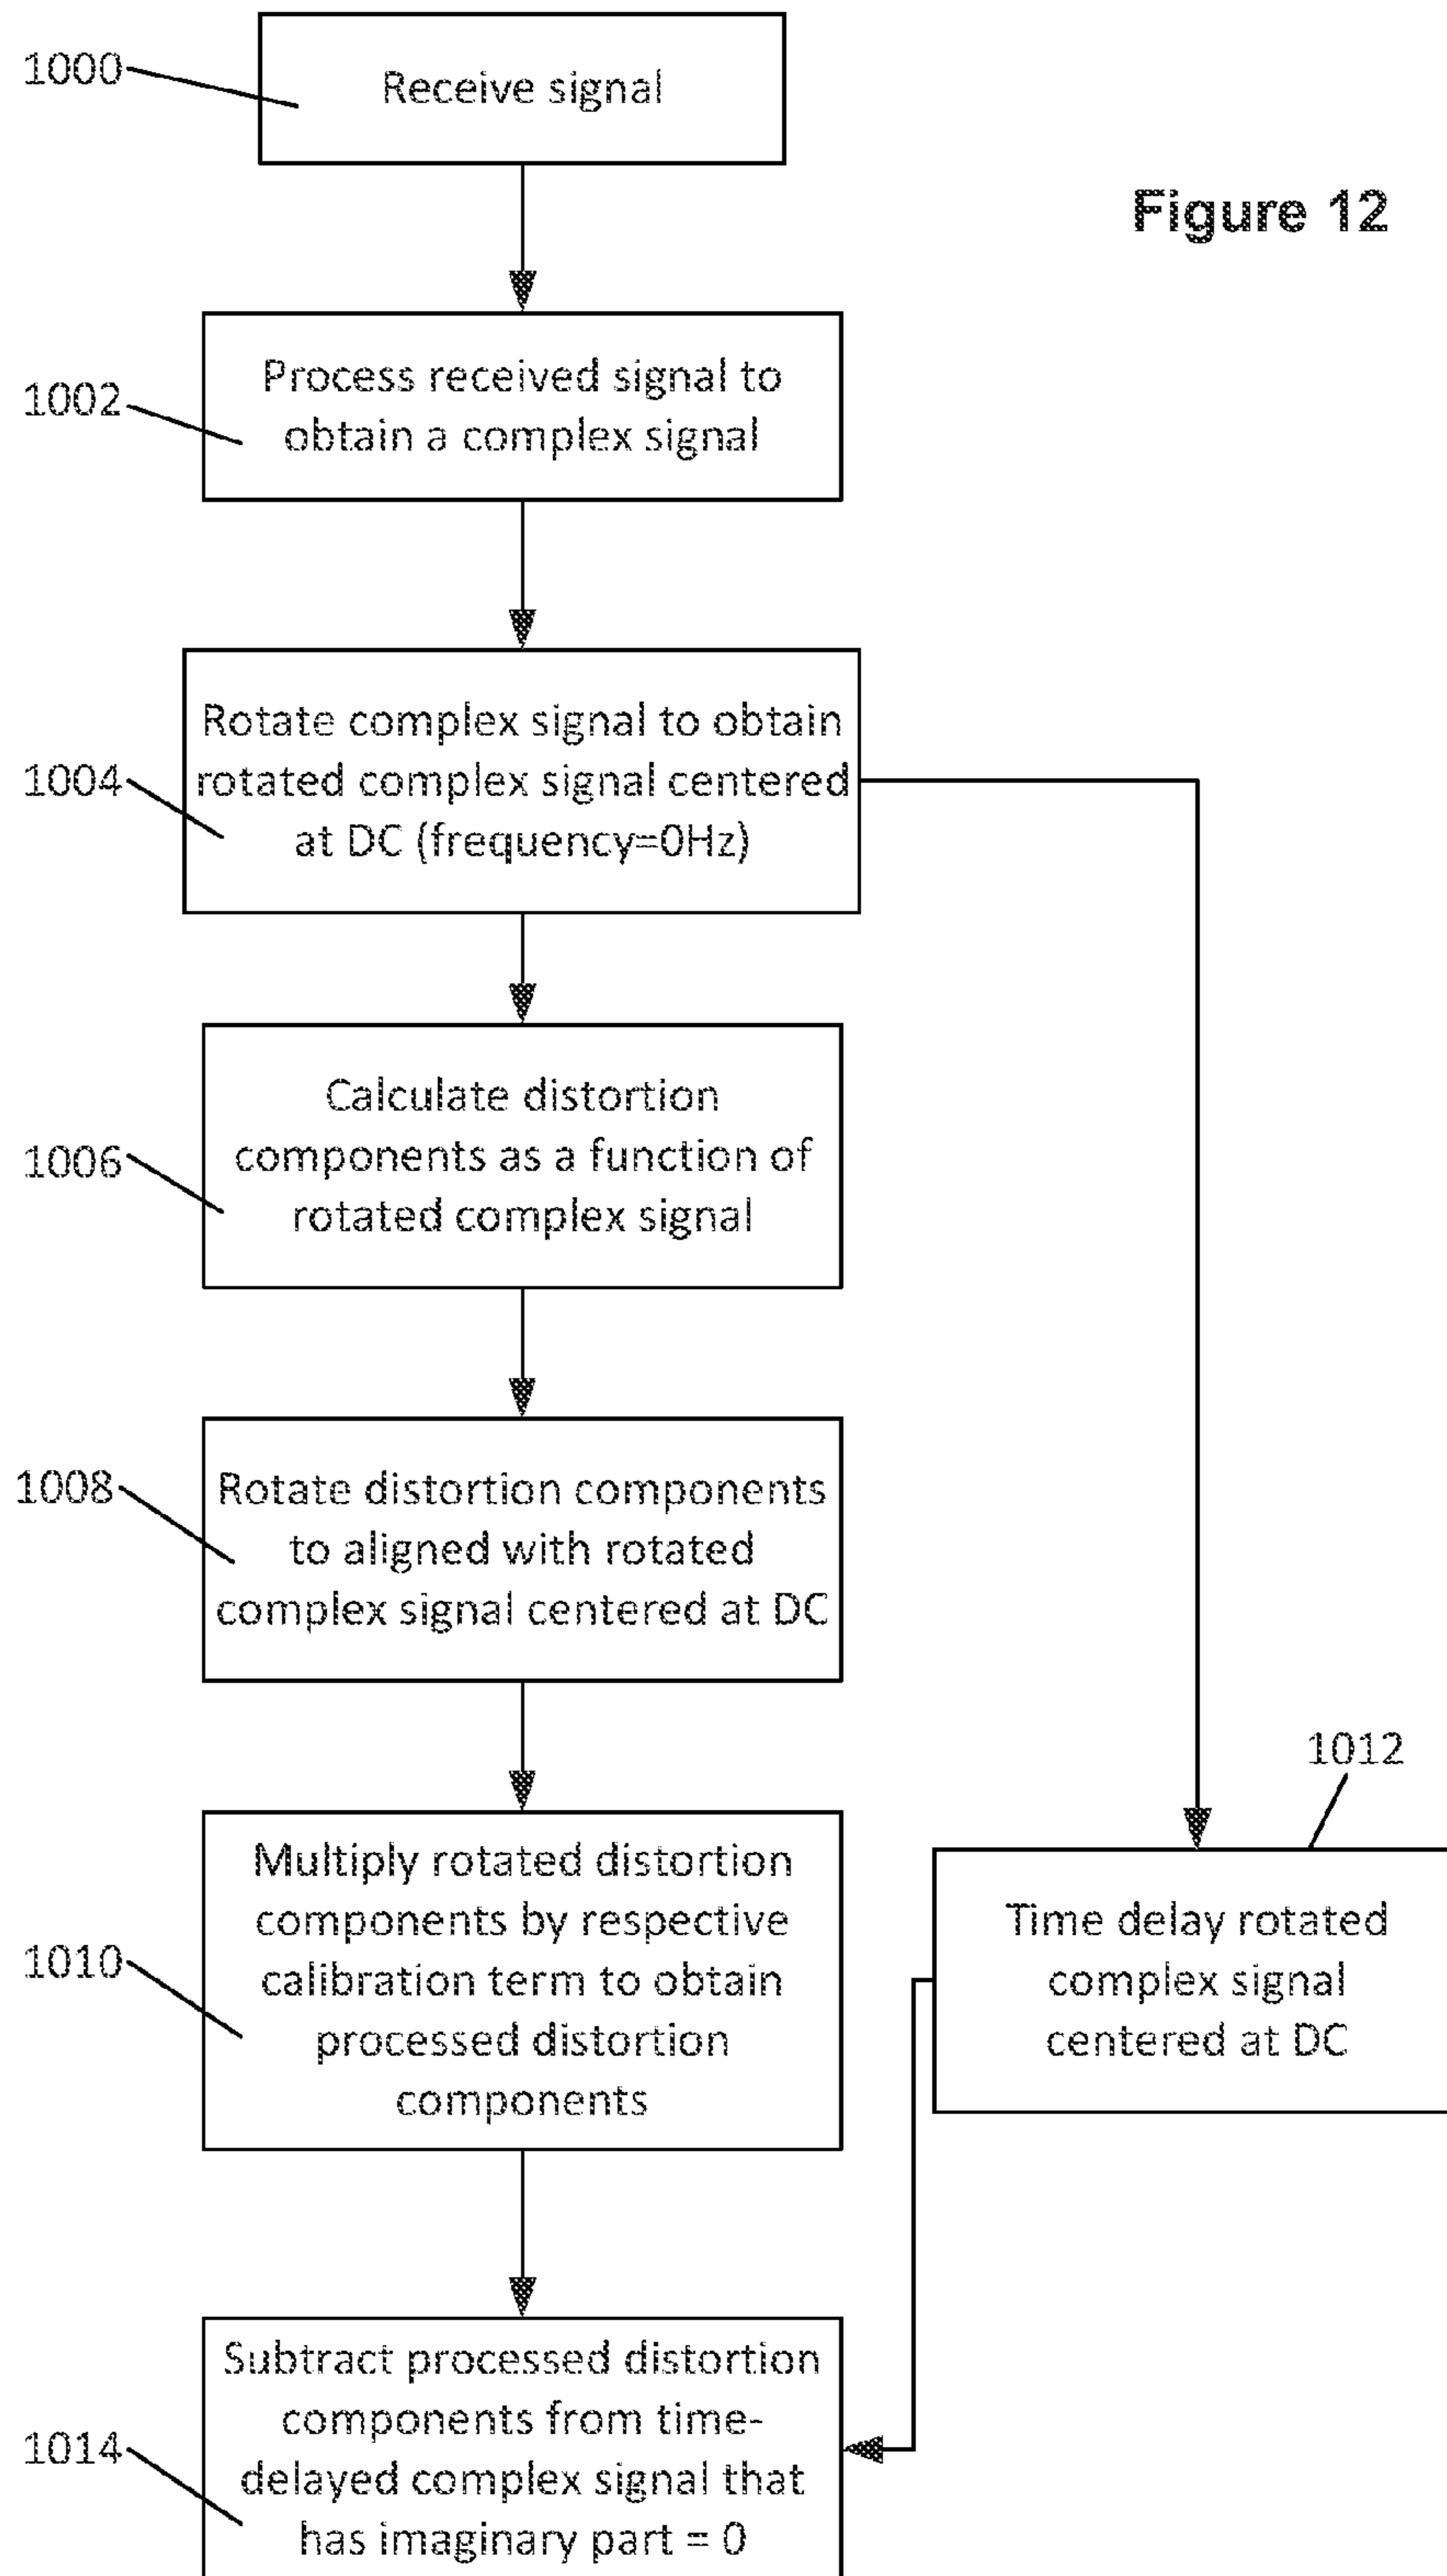 1000
Receive signal
Figure 12
1002
Process received signal to
obtain a complex signal
1004
Rotate complex signal to obtain
rotated complex signal centered
at DC (frequency=0Hz)
1006
Calculate distortion
components as a function of
rotated complex signal
1008
Rotate distortion components
to aligned with rotated
complex signal centered at DC
1010
Multiply rotated distortion
components by respective
calibration term to obtain
processed distortion
components
1012
Time delay rotated
complex signal
centered at DC
1014
Subtract processed distortion
components from time-
delayed complex signal that
has imaginary part = 0